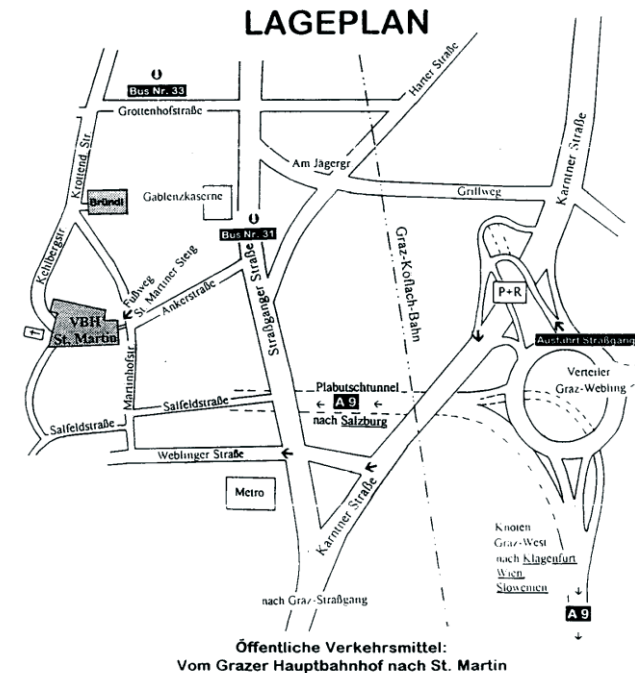 LAGEPLAN
Harter Straße
Bus Nr. 33
Grottenhofstraße
Krottend Str.
Am Jägergr
Grillweg
Karntner Straße
Bründl
Gablenzkaserne
Kehlbergstr
Bus Nr. 31
Graz-Koflach-Bahn
Fußweg
St. Martiner Steig
Ankerstraße
Straßganger Straße
P+R
VBH
St. Martin
Martinhofstr.
Ausfahrt Straßgang
Verteiler
Graz-Webling
Plabutschtunnel
A 9
nach Salzburg
Salfeldstraße
Salfeldstraße
Weblinger Straße
Metro
Karntner Straße
Knoten
Graz-West
nach Klagenfurt
Wien
Slowenien
A 9
nach Graz-Straßgang
Öffentliche Verkehrsmittel:
Vom Grazer Hauptbahnhof nach St. Martin